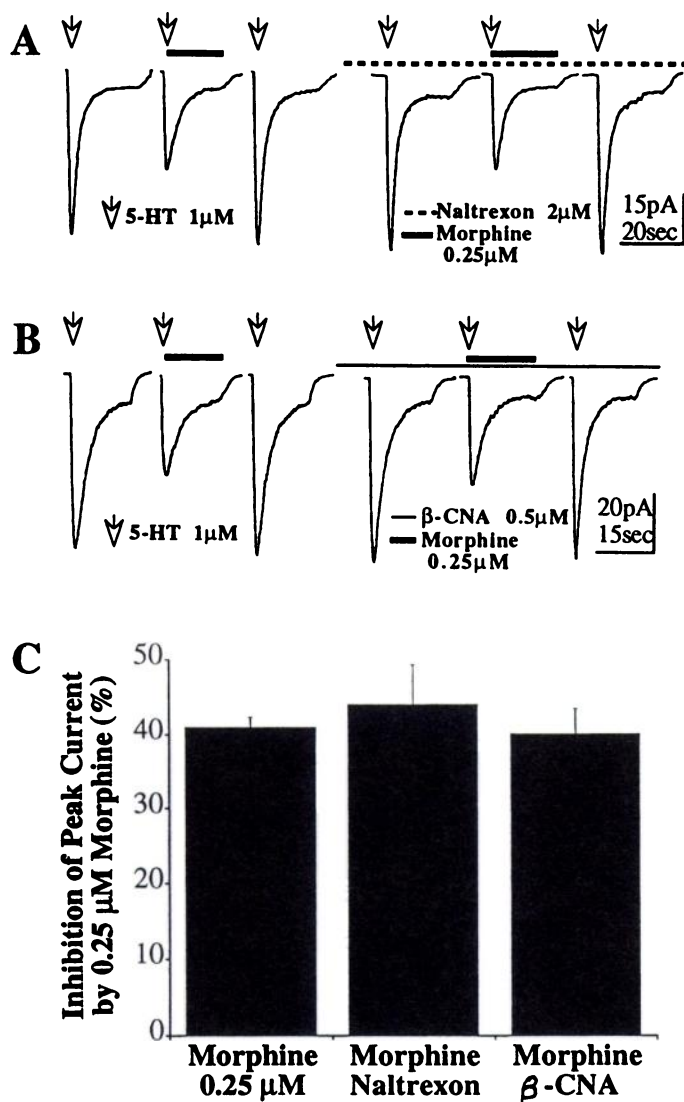 A
5-HT 1μM
Naltrexon 2μM
Morphine
0.25μM
15pA
20sec
B
5-HT 1μM
β-CNA 0.5μM
Morphine
0.25μM
20pA
15sec
C
Inhibition of Peak Current
by 0.25 μM Morphine (%)
50
40
30
20
10
0
Morphine
0.25 μM
Morphine
Naltrexon
Morphine
β-CNA